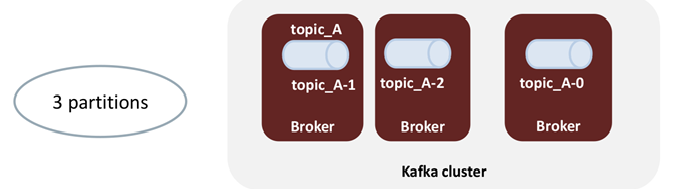 3 partitions
topic_A
topic_A-1
Broker
topic_A-2
Broker
topic_A-0
Broker
Kafka cluster